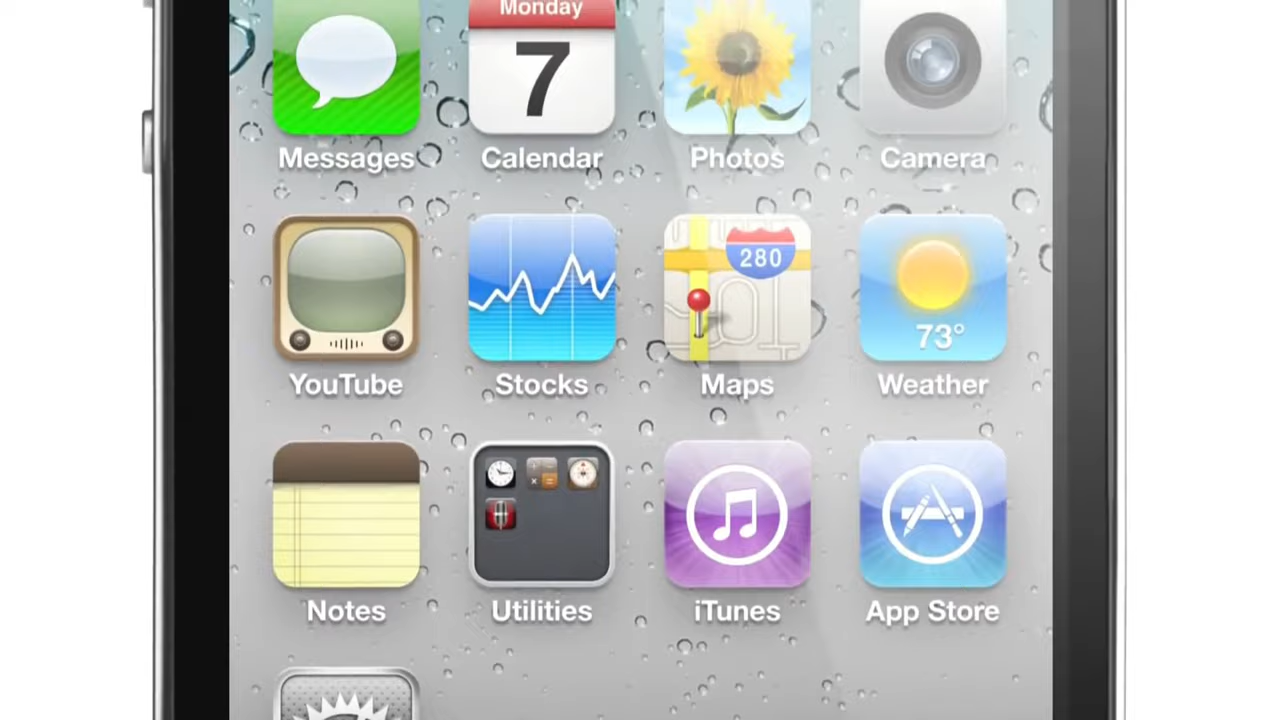 Monday
7
Messages
Calendar
Photos
Camera
280
73°
YouTube
Stocks
Maps
Weather
Notes
Utilities
iTunes
App Store